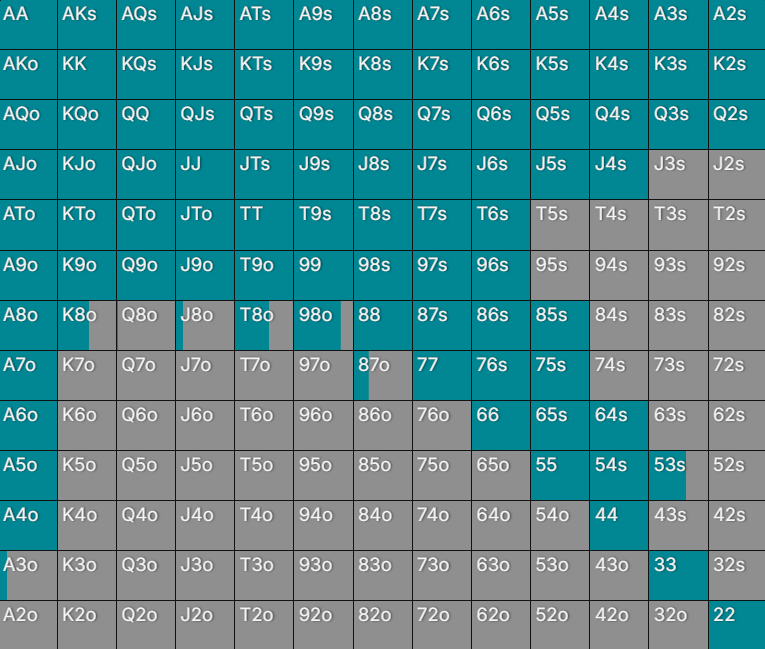 AA AKs AQs AJs ATs A9s A8s A7s A6s A5s A4s A3s A2s
AKo KK KQs KJs KTs K9s K8s K7s K6s K5s K4s K3s K2s
AQo KQo QQ QJs QTs Q9s Q8s Q7s Q6s Q5s Q4s Q3s Q2s
AJo KJo QJo JJ JTs J9s J8s J7s J6s J5s J4s J3s J2s
ATo KTo QTo JTo TT T9s T8s T7s T6s T5s T4s T3s T2s
A9o K9o Q9o J9o T9o 99 98s 97s 96s 95s 94s 93s 92s
A8o K8o Q8o J8o T8o 98o 88 87s 86s 85s 84s 83s 82s
A7o K7o Q7o J7o T7o 97o 87o 77 76s 75s 74s 73s 72s
A6o K6o Q6o J6o T6o 96o 86o 76o 66 65s 64s 63s 62s
A5o K5o Q5o J5o T5o 95o 85o 75o 65o 55 54s 53s 52s
A4o K4o Q4o J4o T4o 94o 84o 74o 64o 54o 44 43s 42s
A3o K3o Q3o J3o T3o 93o 83o 73o 63o 53o 43o 33 32s
A2o K2o Q2o J2o T2o 92o 82o 72o 62o 52o 42o 32o 22